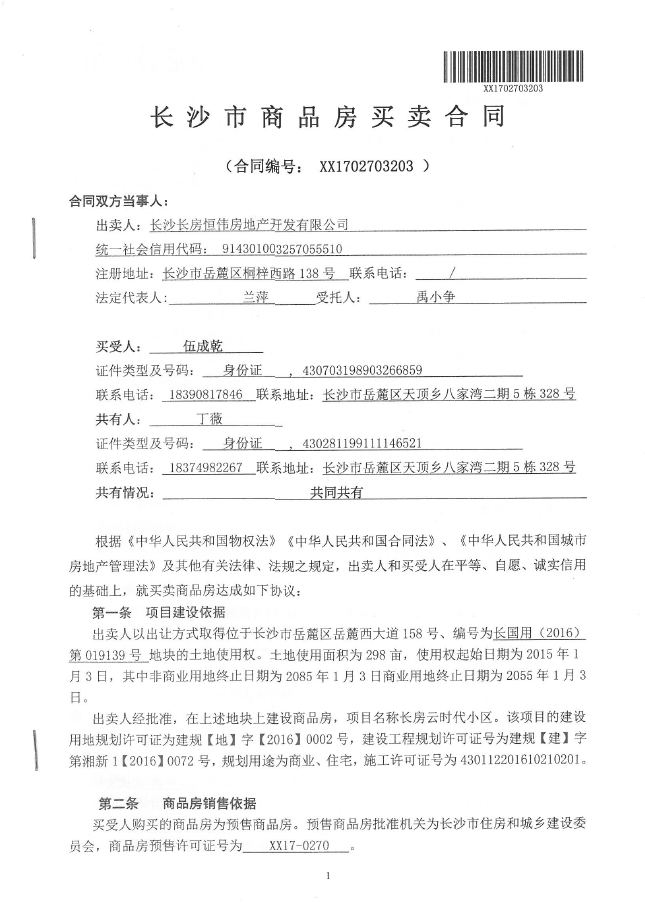 XX1702703203
长沙市商品房买卖合同
（合同编号： XX1702703203 ）
合同双方当事人：
出卖人：长沙长房恒伟房地产开发有限公司
统一社会信用代码： 914301003257055510
注册地址：长沙市岳麓区桐梓西路 138 号 联系电话： /
法定代表人： 兰萍 受托人： 禹小争
买受人： 伍成乾
证件类型及号码： 身份证 ，430703198903266859
联系电话： 18390817846 联系地址：长沙市岳麓区天顶乡八家湾二期 5 栋 328 号
共有人： 丁薇
证件类型及号码： 身份证 ，430281199111146521
联系电话： 18374982267 联系地址：长沙市岳麓区天顶乡八家湾二期 5 栋 328 号
共有情况： 共同共有
根据《中华人民共和国物权法》《中华人民共和国合同法》、《中华人民共和国城市
房地产管理法》及其他有关法律、法规之规定，出卖人和买受人在平等、自愿、诚实信用
的基础上，就买卖商品房达成如下协议：
第一条 项目建设依据
出卖人以出让方式取得位于长沙市岳麓区岳麓西大道 158 号、编号为长国用（2016）
第 019139 号 地块的土地使用权。土地使用面积为 298 亩，使用权起始日期为 2015 年 1
月 3 日，其中非商业用地终止日期为 2085 年 1 月 3 日商业用地终止日期为 2055 年 1 月 3
日。
出卖人经批准，在上述地块上建设商品房，项目名称长房云时代小区。该项目的建设
用地规划许可证为建规【地】字【2016】0002 号，建设工程规划许可证号为建规【建】字
第湘新 1【2016】0072 号，规划用途为商业、住宅，施工许可证号为 430112201610210201。
第二条 商品房销售依据
买受人购买的商品房为预售商品房。预售商品房批准机关为长沙市住房和城乡建设委
员会，商品房预售许可证号为 XX17-0270 。
1